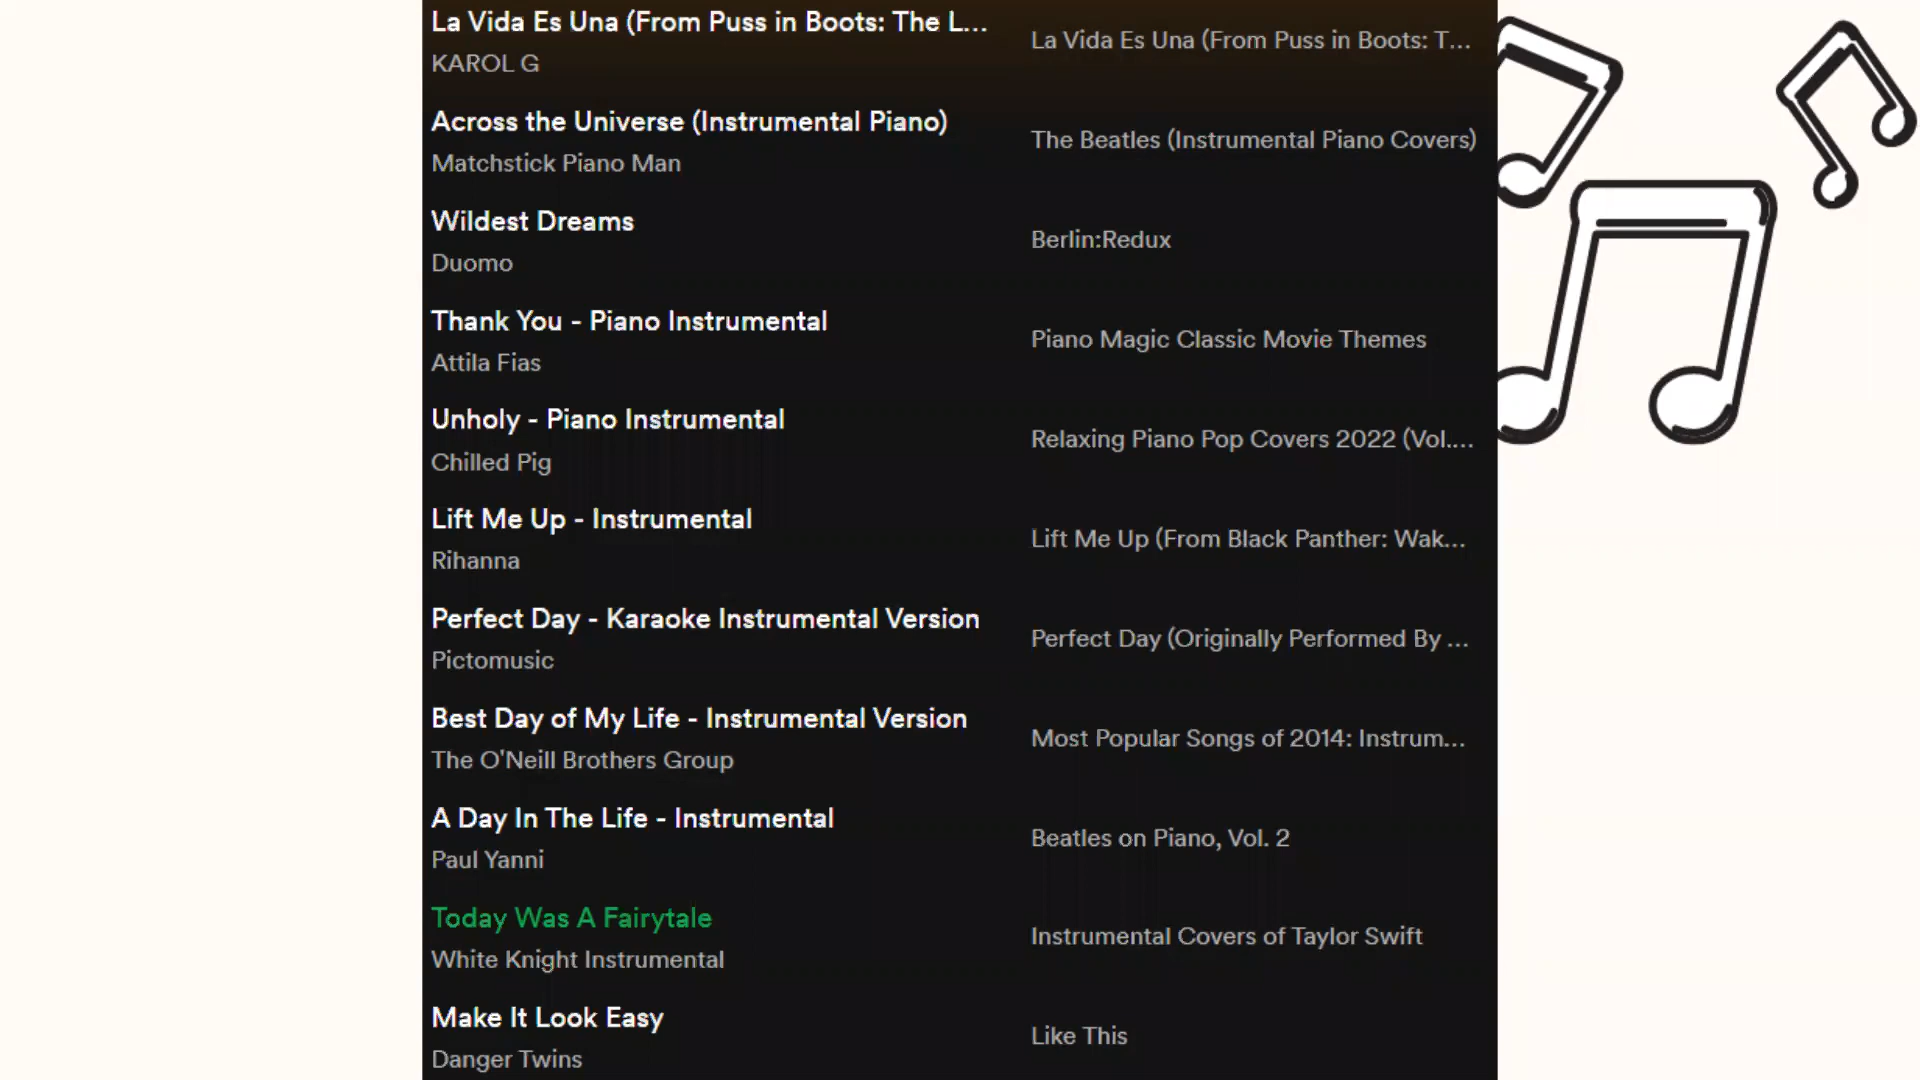 La Vida Es Una (From Puss in Boots: The L...
KAROL G
La Vida Es Una (From Puss in Boots: T...
Across the Universe (Instrumental Piano)
Matchstick Piano Man
The Beatles (Instrumental Piano Covers)
Wildest Dreams
Duomo
Berlin:Redux
Thank You - Piano Instrumental
Attila Fias
Piano Magic Classic Movie Themes
Unholy - Piano Instrumental
Chilled Pig
Relaxing Piano Pop Covers 2022 (Vol....
Lift Me Up - Instrumental
Rihanna
Lift Me Up (From Black Panther: Wak...
Perfect Day - Karaoke Instrumental Version
Pictomusic
Perfect Day (Originally Performed By ...
Best Day of My Life - Instrumental Version
The O'Neill Brothers Group
Most Popular Songs of 2014: Instrum...
A Day In The Life - Instrumental
Paul Yanni
Beatles on Piano, Vol. 2
Today Was A Fairytale
White Knight Instrumental
Instrumental Covers of Taylor Swift
Make It Look Easy
Danger Twins
Like This